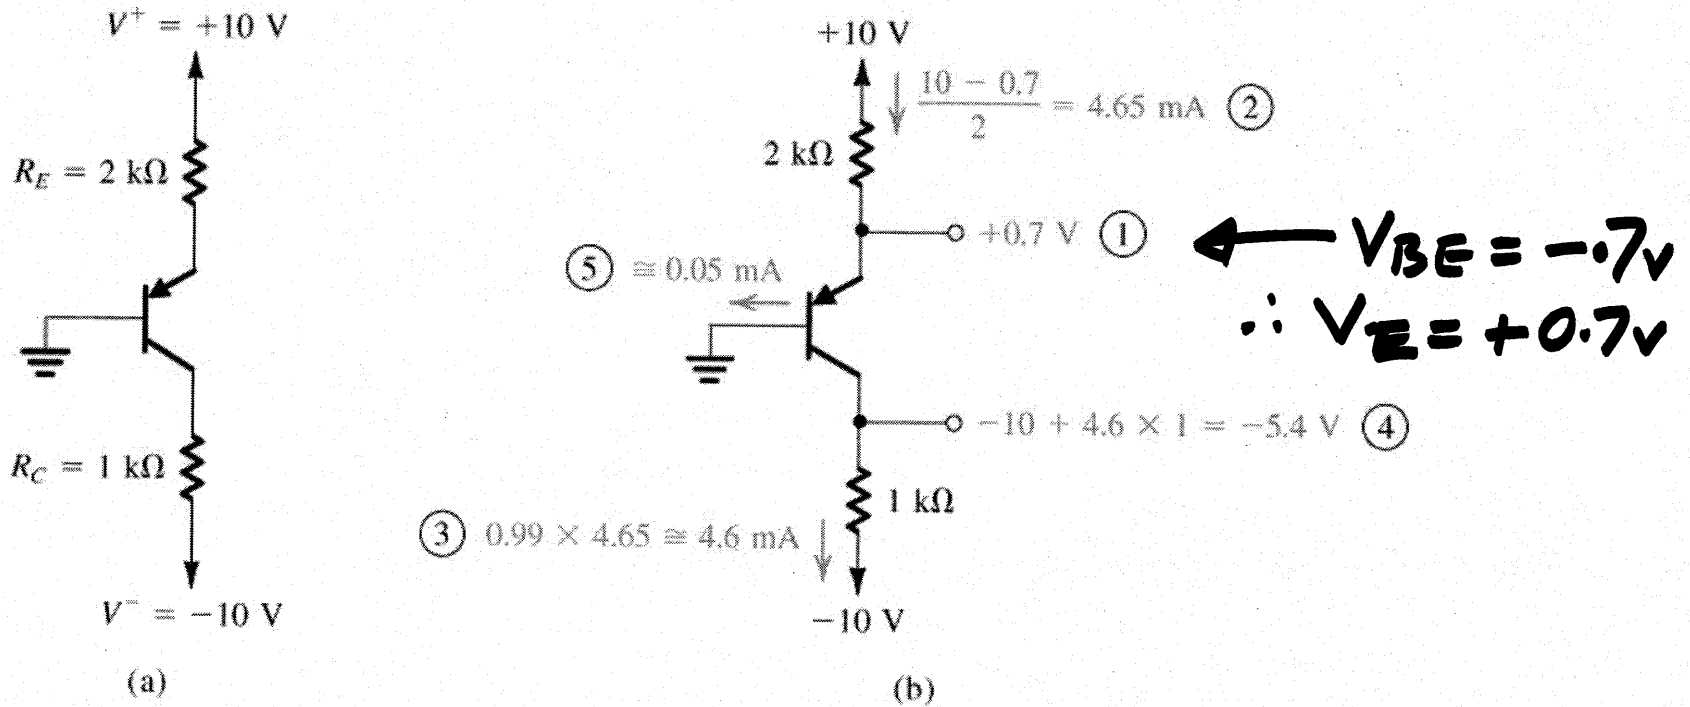 V⁺ = +10 V
R_E = 2 kΩ
R_C = 1 kΩ
V⁻ = −10 V
(a)
+10 V
10 − 0.7 / 2 = 4.65 mA ②
2 kΩ
+0.7 V ①
V_BE = -.7v
∴ V_E = +0.7v
⑤ ≅ 0.05 mA
−10 + 4.6 × 1 = −5.4 V ④
1 kΩ
③ 0.99 × 4.65 ≅ 4.6 mA
−10 V
(b)